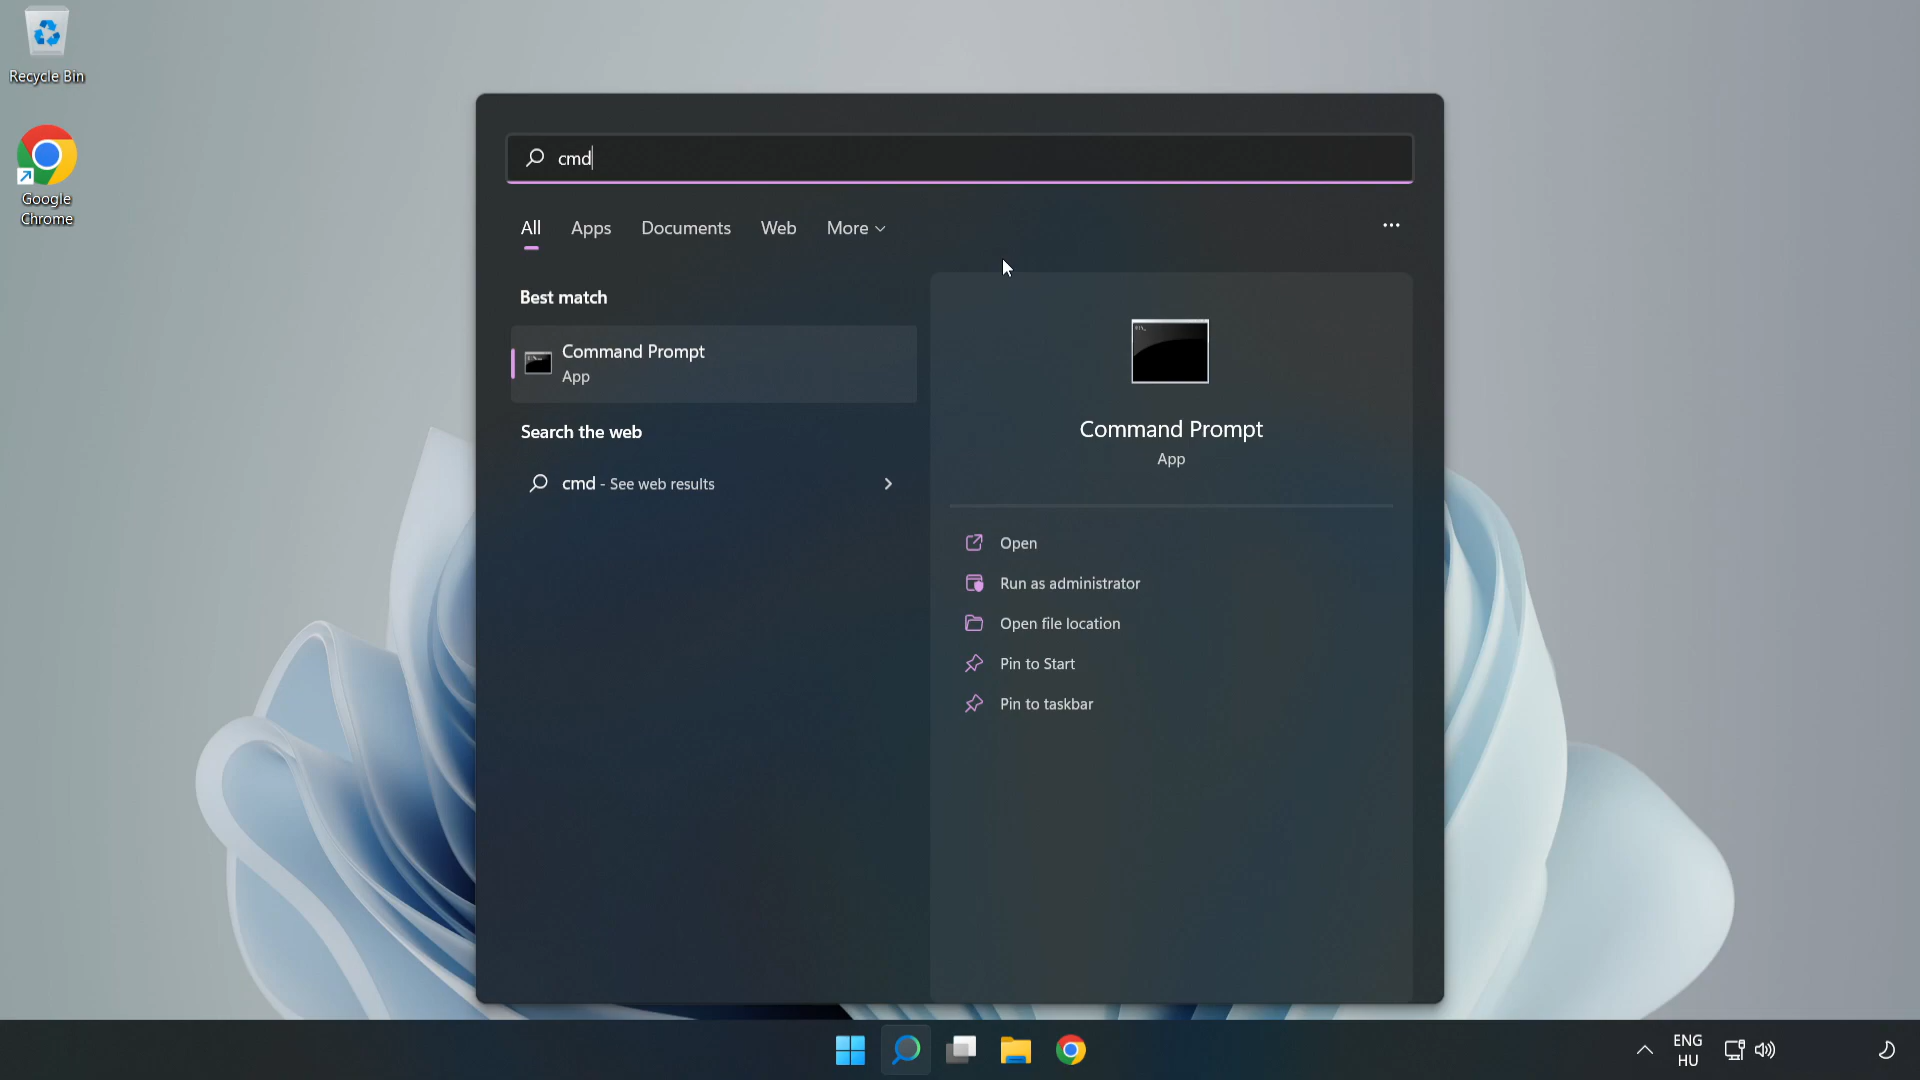 Recycle Bin
Google
Chrome
cmd
All
Apps
Documents
Web
More
Best match
Command Prompt
App
Search the web
cmd - See web results
Command Prompt
App
Open
Run as administrator
Open file location
Pin to Start
Pin to taskbar
ENG
HU